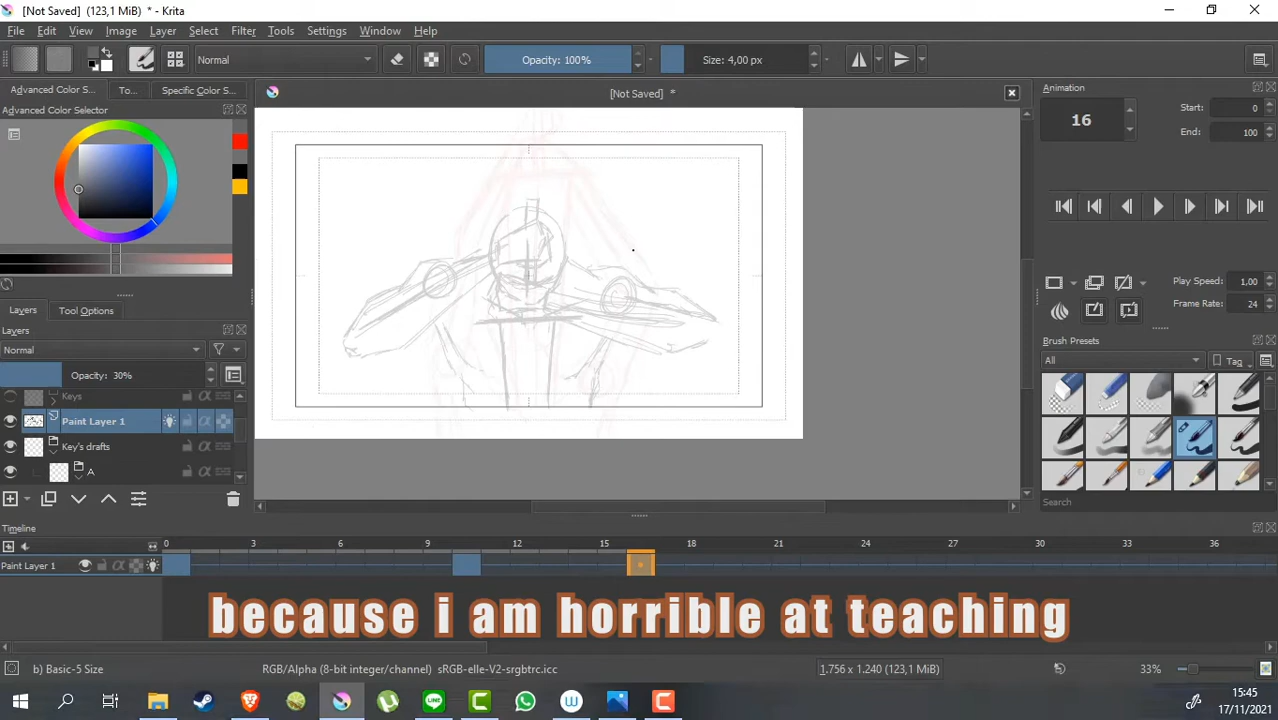 [Not Saved] (123,1 MiB) * - Krita
File Edit View Image Layer Select Filter Tools Settings Window Help
Normal
Opacity: 100%
Size: 4,00 px
Advanced Color S... To... Specific Color S...
[Not Saved] *
Animation
Advanced Color Selector
16
Start: 0
End: 100
Play Speed: 1,00
Frame Rate: 24
Layers Tool Options
Layers
Normal
Opacity: 30%
Brush Presets
All
Tag
Keys
Paint Layer 1
Key's drafts
A
Search
Timeline
0 3 6 9 12 15 18 21 24 27 30 33 36
Paint Layer 1
because i am horrible at teaching
b) Basic-5 Size
RGB/Alpha (8-bit integer/channel) sRGB-elle-V2-srgbtrc.icc
1.756 x 1.240 (123,1 MiB)
33%
15:45
17/11/2021